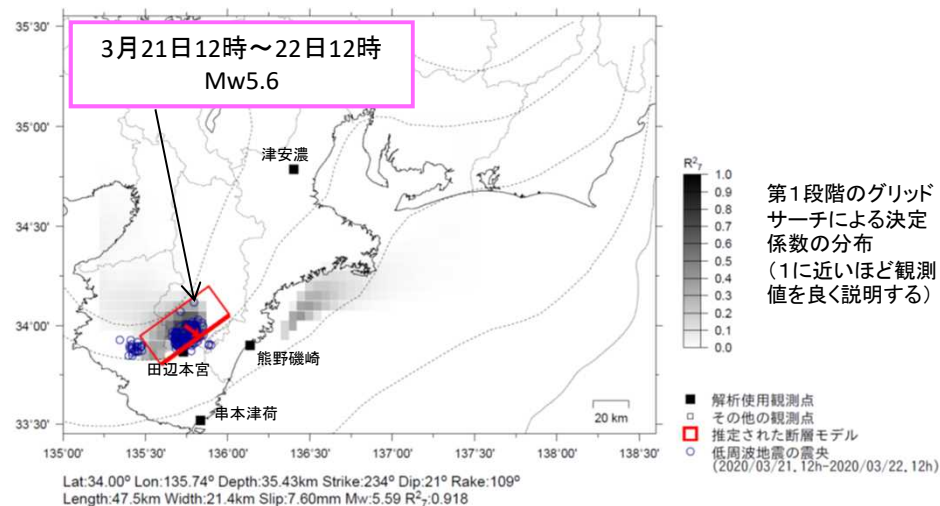 3月21日12時～22日12時
Mw5.6
35°30'
35°00'
34°30'
34°00'
33°30'
135°00'
135°30'
136°00'
136°30'
137°00'
137°30'
138°00'
138°30'
津安濃
熊野磯崎
田辺本宮
串本津荷
20 km
R²₇
1.0
0.9
0.8
0.7
0.6
0.5
0.4
0.3
0.2
0.1
0.0
第１段階のグリッド
サーチによる決定
係数の分布
（１に近いほど観測
値を良く説明する）
解析使用観測点
その他の観測点
推定された断層モデル
低周波地震の震央
(2020/03/21.12h-2020/03/22.12h)
Lat:34.00° Lon:135.74° Depth:35.43km Strike:234° Dip:21° Rake:109°
Length:47.5km Width:21.4km Slip:7.60mm Mw:5.59 R²₇:0.918